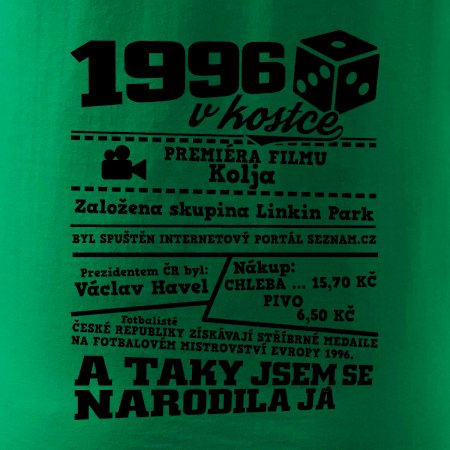 1996
v kostce
PREMIÉRA FILMU
Kolja
Založena skupina Linkin Park
BYL SPUŠTĚN INTERNETOVÝ PORTÁL SEZNAM.CZ
Prezidentem ČR byl:
Václav Havel
Nákup:
CHLEBA ... 15,70 KČ
PIVO
6,50 KČ
Fotbalisté
ČESKÉ REPUBLIKY ZÍSKÁVAJÍ STŘÍBRNÉ MEDAILE
NA FOTBALOVÉM MISTROVSTVÍ EVROPY 1996.
A TAKY JSEM SE
NARODILA JÁ